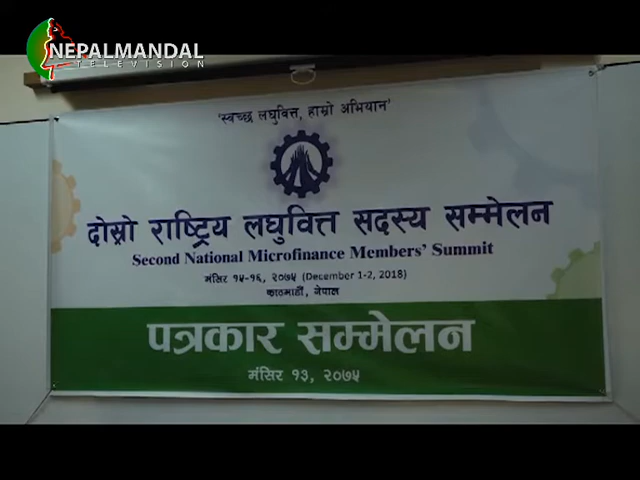 NEPALMANDAL
TELEVISION
'स्वच्छ लघुवित्त, हाम्रो अभियान'
दोस्रो राष्ट्रिय लघुवित्त सदस्य सम्मेलन
Second National Microfinance Members' Summit
मंसिर १५-१६, २०७५ (December 1-2, 2018)
काठमाडौं, नेपाल
पत्रकार सम्मेलन
मंसिर १३, २०७५